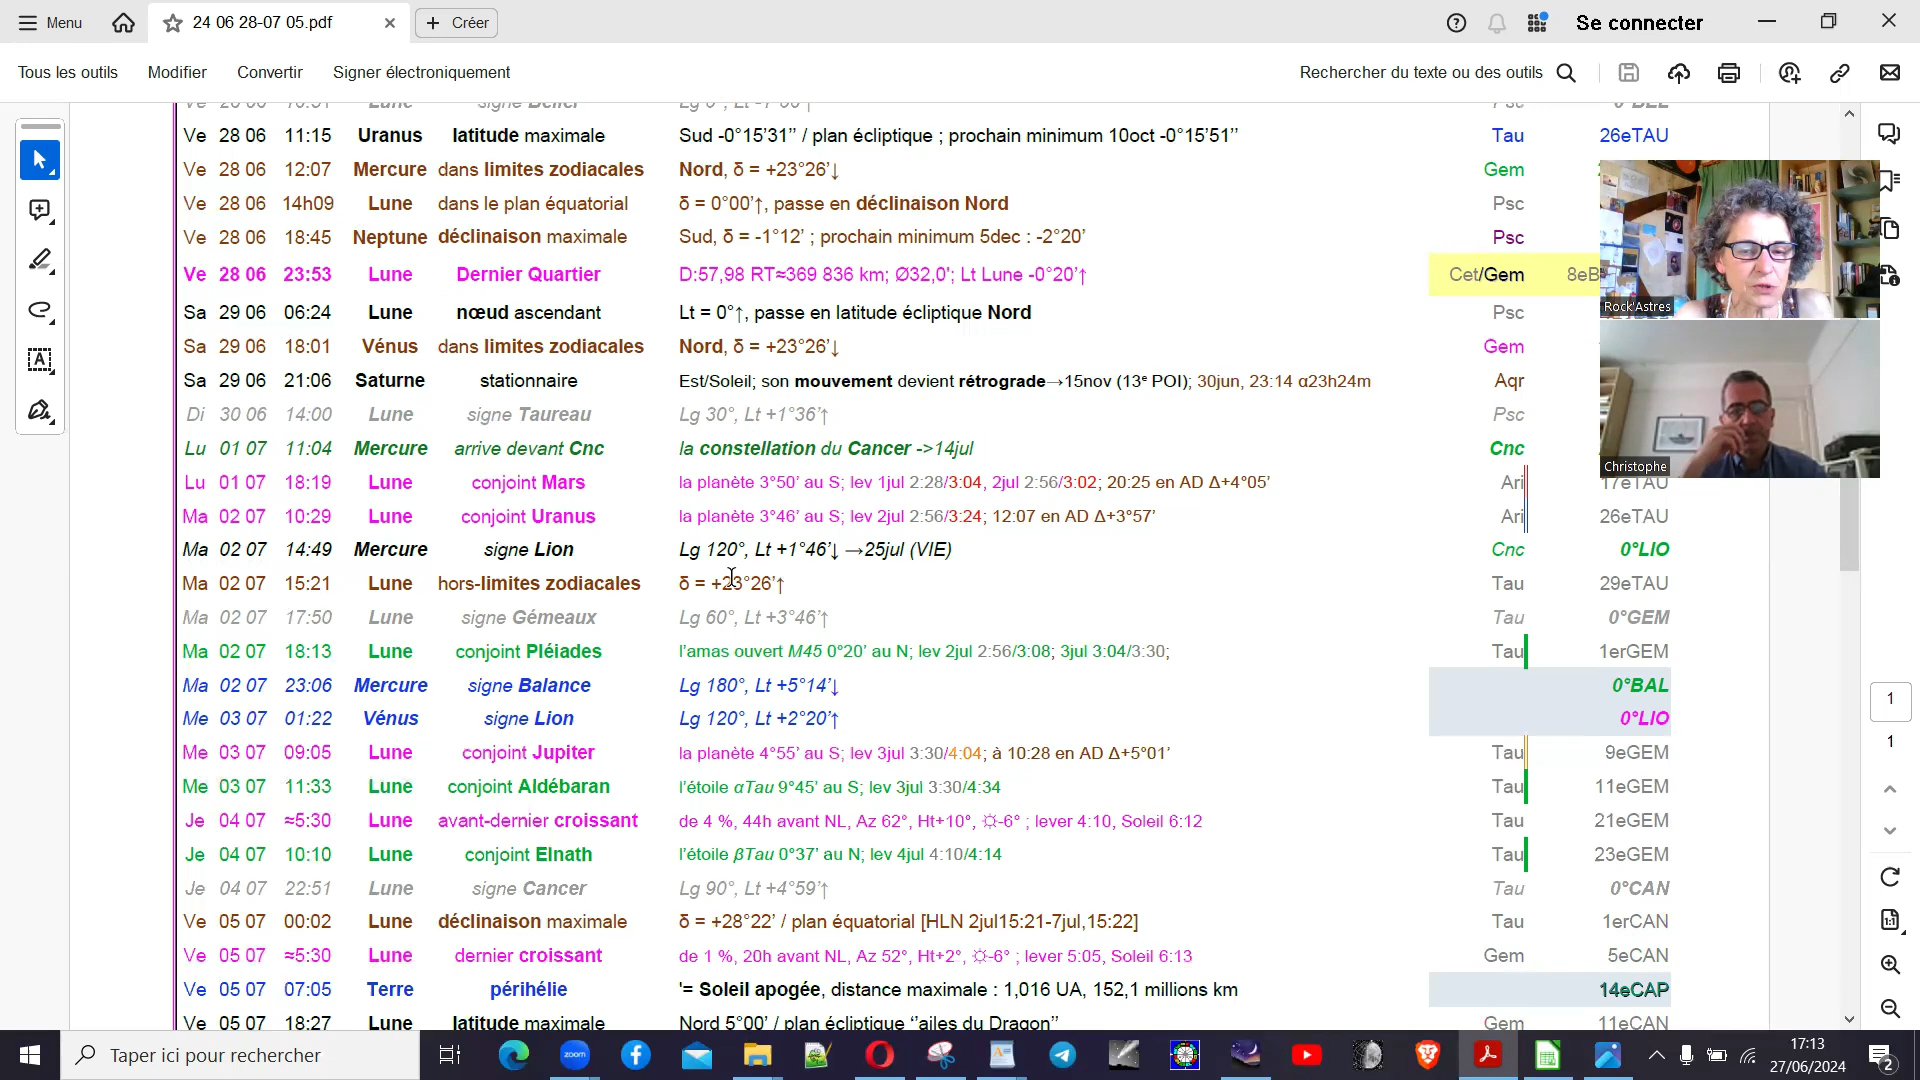 Menu
24 06 28-07 05.pdf
Créer
Se connecter
Tous les outils Modifier Convertir Signer électroniquement
Rechercher du texte ou des outils
Ve 28 06 11:15 Uranus latitude maximale Sud -0°15'31’’ / plan écliptique ; prochain minimum 10oct -0°15’51’’ Tau 26eTAU
Ve 28 06 12:07 Mercure dans limites zodiacales Nord, δ = +23°26’↓ Gem
Ve 28 06 14h09 Lune dans le plan équatorial δ = 0°00’↑, passe en déclinaison Nord Psc
Ve 28 06 18:45 Neptune déclinaison maximale Sud, δ = -1°12’ ; prochain minimum 5dec : -2°20’ Psc
Ve 28 06 23:53 Lune Dernier Quartier D:57,98 RT≈369 836 km; Ø32,0'; Lt Lune -0°20’↑ Cet/Gem 8eB
Sa 29 06 06:24 Lune nœud ascendant Lt = 0°↑, passe en latitude écliptique Nord Psc
Sa 29 06 18:01 Vénus dans limites zodiacales Nord, δ = +23°26’↓ Gem
Sa 29 06 21:06 Saturne stationnaire Est/Soleil; son mouvement devient rétrograde→15nov (13ᵉ POI); 30jun, 23:14 α23h24m Aqr
Di 30 06 14:00 Lune signe Taureau Lg 30°, Lt +1°36’↑ Psc
Lu 01 07 11:04 Mercure arrive devant Cnc la constellation du Cancer ->14jul Cnc
Lu 01 07 18:19 Lune conjoint Mars la planète 3°50’ au S; lev 1jul 2:28/3:04, 2jul 2:56/3:02; 20:25 en AD Δ+4°05’ Ari 17eTAU
Ma 02 07 10:29 Lune conjoint Uranus la planète 3°46’ au S; lev 2jul 2:56/3:24; 12:07 en AD Δ+3°57’ Ari 26eTAU
Ma 02 07 14:49 Mercure signe Lion Lg 120°, Lt +1°46’↓ →25jul (VIE) Cnc 0°LIO
Ma 02 07 15:21 Lune hors-limites zodiacales δ = +23°26’↑ Tau 29eTAU
Ma 02 07 17:50 Lune signe Gémeaux Lg 60°, Lt +3°46’↑ Tau 0°GEM
Ma 02 07 18:13 Lune conjoint Pléiades l’amas ouvert M45 0°20’ au N; lev 2jul 2:56/3:08; 3jul 3:04/3:30; Tau 1erGEM
Ma 02 07 23:06 Mercure signe Balance Lg 180°, Lt +5°14’↓ 0°BAL
Me 03 07 01:22 Vénus signe Lion Lg 120°, Lt +2°20’↑ 0°LIO
Me 03 07 09:05 Lune conjoint Jupiter la planète 4°55’ au S; lev 3jul 3:30/4:04; à 10:28 en AD Δ+5°01’ Tau 9eGEM
Me 03 07 11:33 Lune conjoint Aldébaran l’étoile αTau 9°45’ au S; lev 3jul 3:30/4:34 Tau 11eGEM
Je 04 07 ≈5:30 Lune avant-dernier croissant de 4 %, 44h avant NL, Az 62°, Ht+10°, ☼-6° ; lever 4:10, Soleil 6:12 Tau 21eGEM
Je 04 07 10:10 Lune conjoint Elnath l’étoile βTau 0°37’ au N; lev 4jul 4:10/4:14 Tau 23eGEM
Je 04 07 22:51 Lune signe Cancer Lg 90°, Lt +4°59’↑ Tau 0°CAN
Ve 05 07 00:02 Lune déclinaison maximale δ = +28°22’ / plan équatorial [HLN 2jul15:21-7jul,15:22] Tau 1erCAN
Ve 05 07 ≈5:30 Lune dernier croissant de 1 %, 20h avant NL, Az 52°, Ht+2°, ☼-6° ; lever 5:05, Soleil 6:13 Gem 5eCAN
Ve 05 07 07:05 Terre périhélie '= Soleil apogée, distance maximale : 1,016 UA, 152,1 millions km 14eCAP
Ve 05 07 18:27 Lune latitude maximale Nord 5°00’ / plan écliptique ‘’ailes du Dragon’’ Gem 11eCAN
Rock'Astres
Christophe
1
1
Taper ici pour rechercher
zoom
17:13
27/06/2024
2